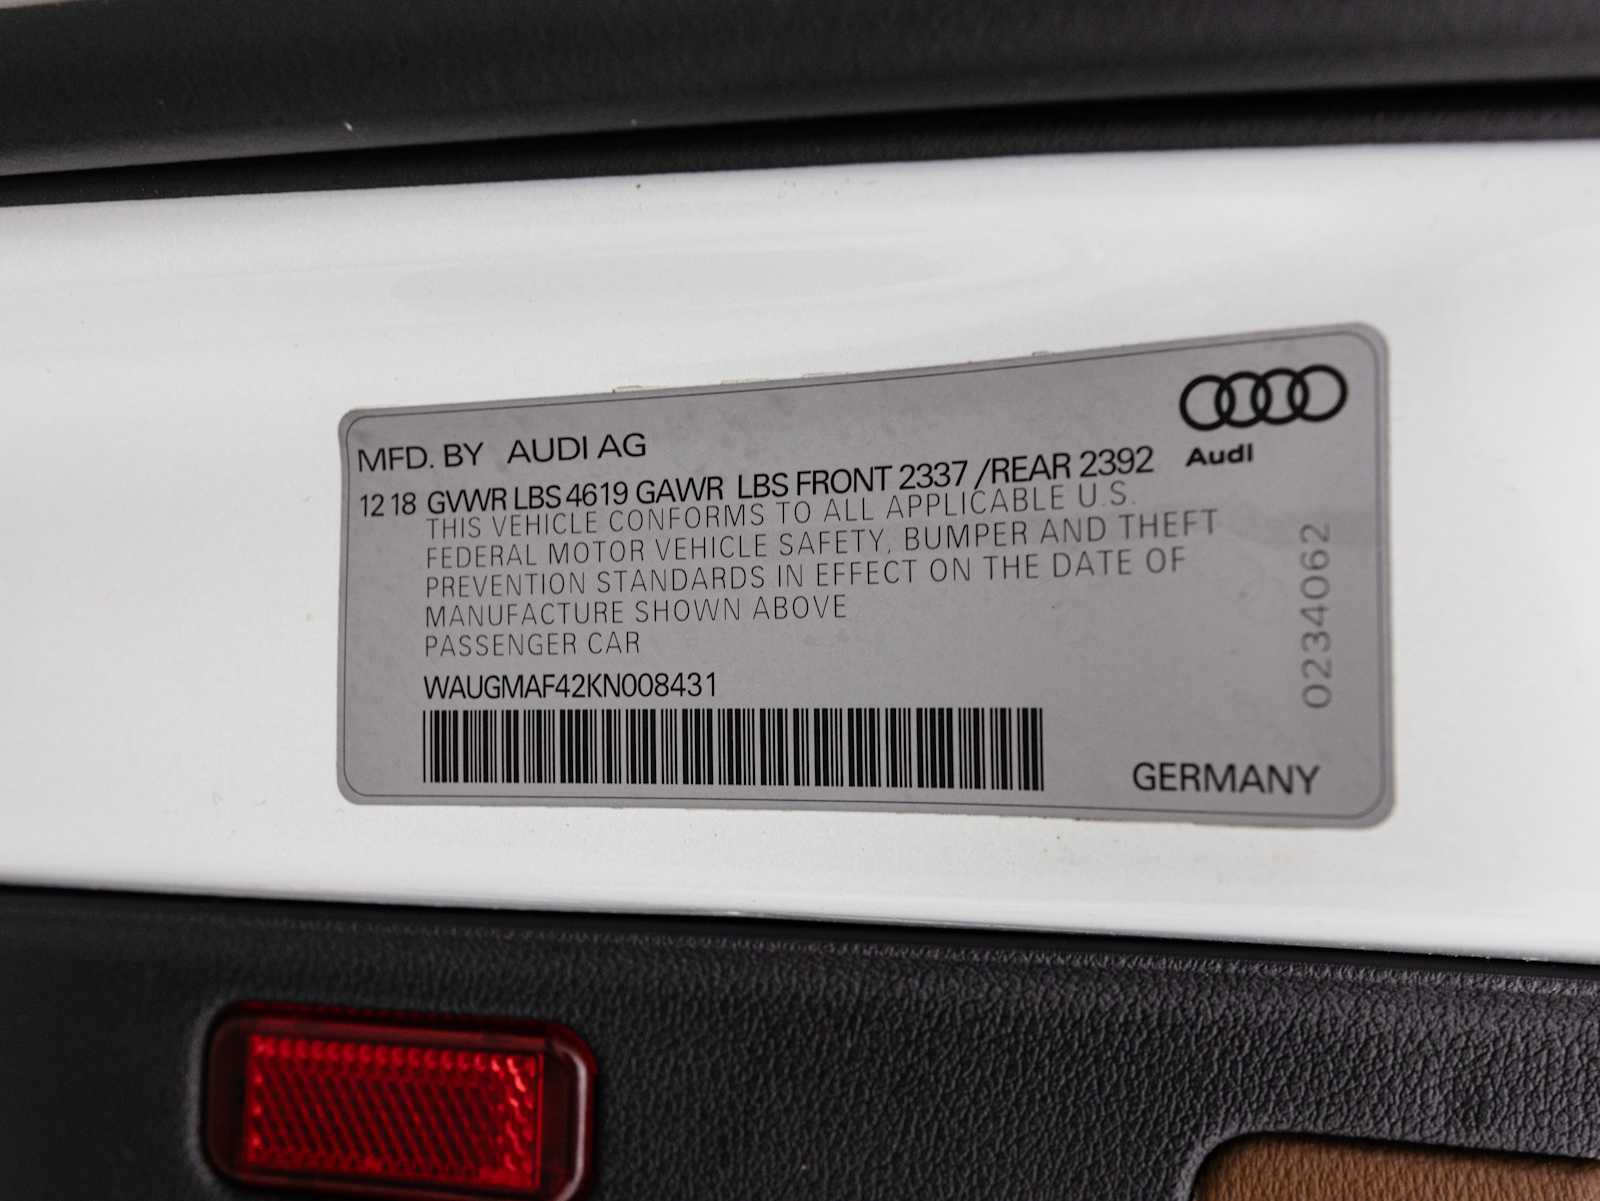 MFD. BY AUDI AG
Audi
12 18 GVWR LBS 4619 GAWR LBS FRONT 2337 /REAR 2392
THIS VEHICLE CONFORMS TO ALL APPLICABLE U.S.
FEDERAL MOTOR VEHICLE SAFETY, BUMPER AND THEFT
PREVENTION STANDARDS IN EFFECT ON THE DATE OF
MANUFACTURE SHOWN ABOVE
PASSENGER CAR
WAUGMAF42KN008431
0234062
GERMANY